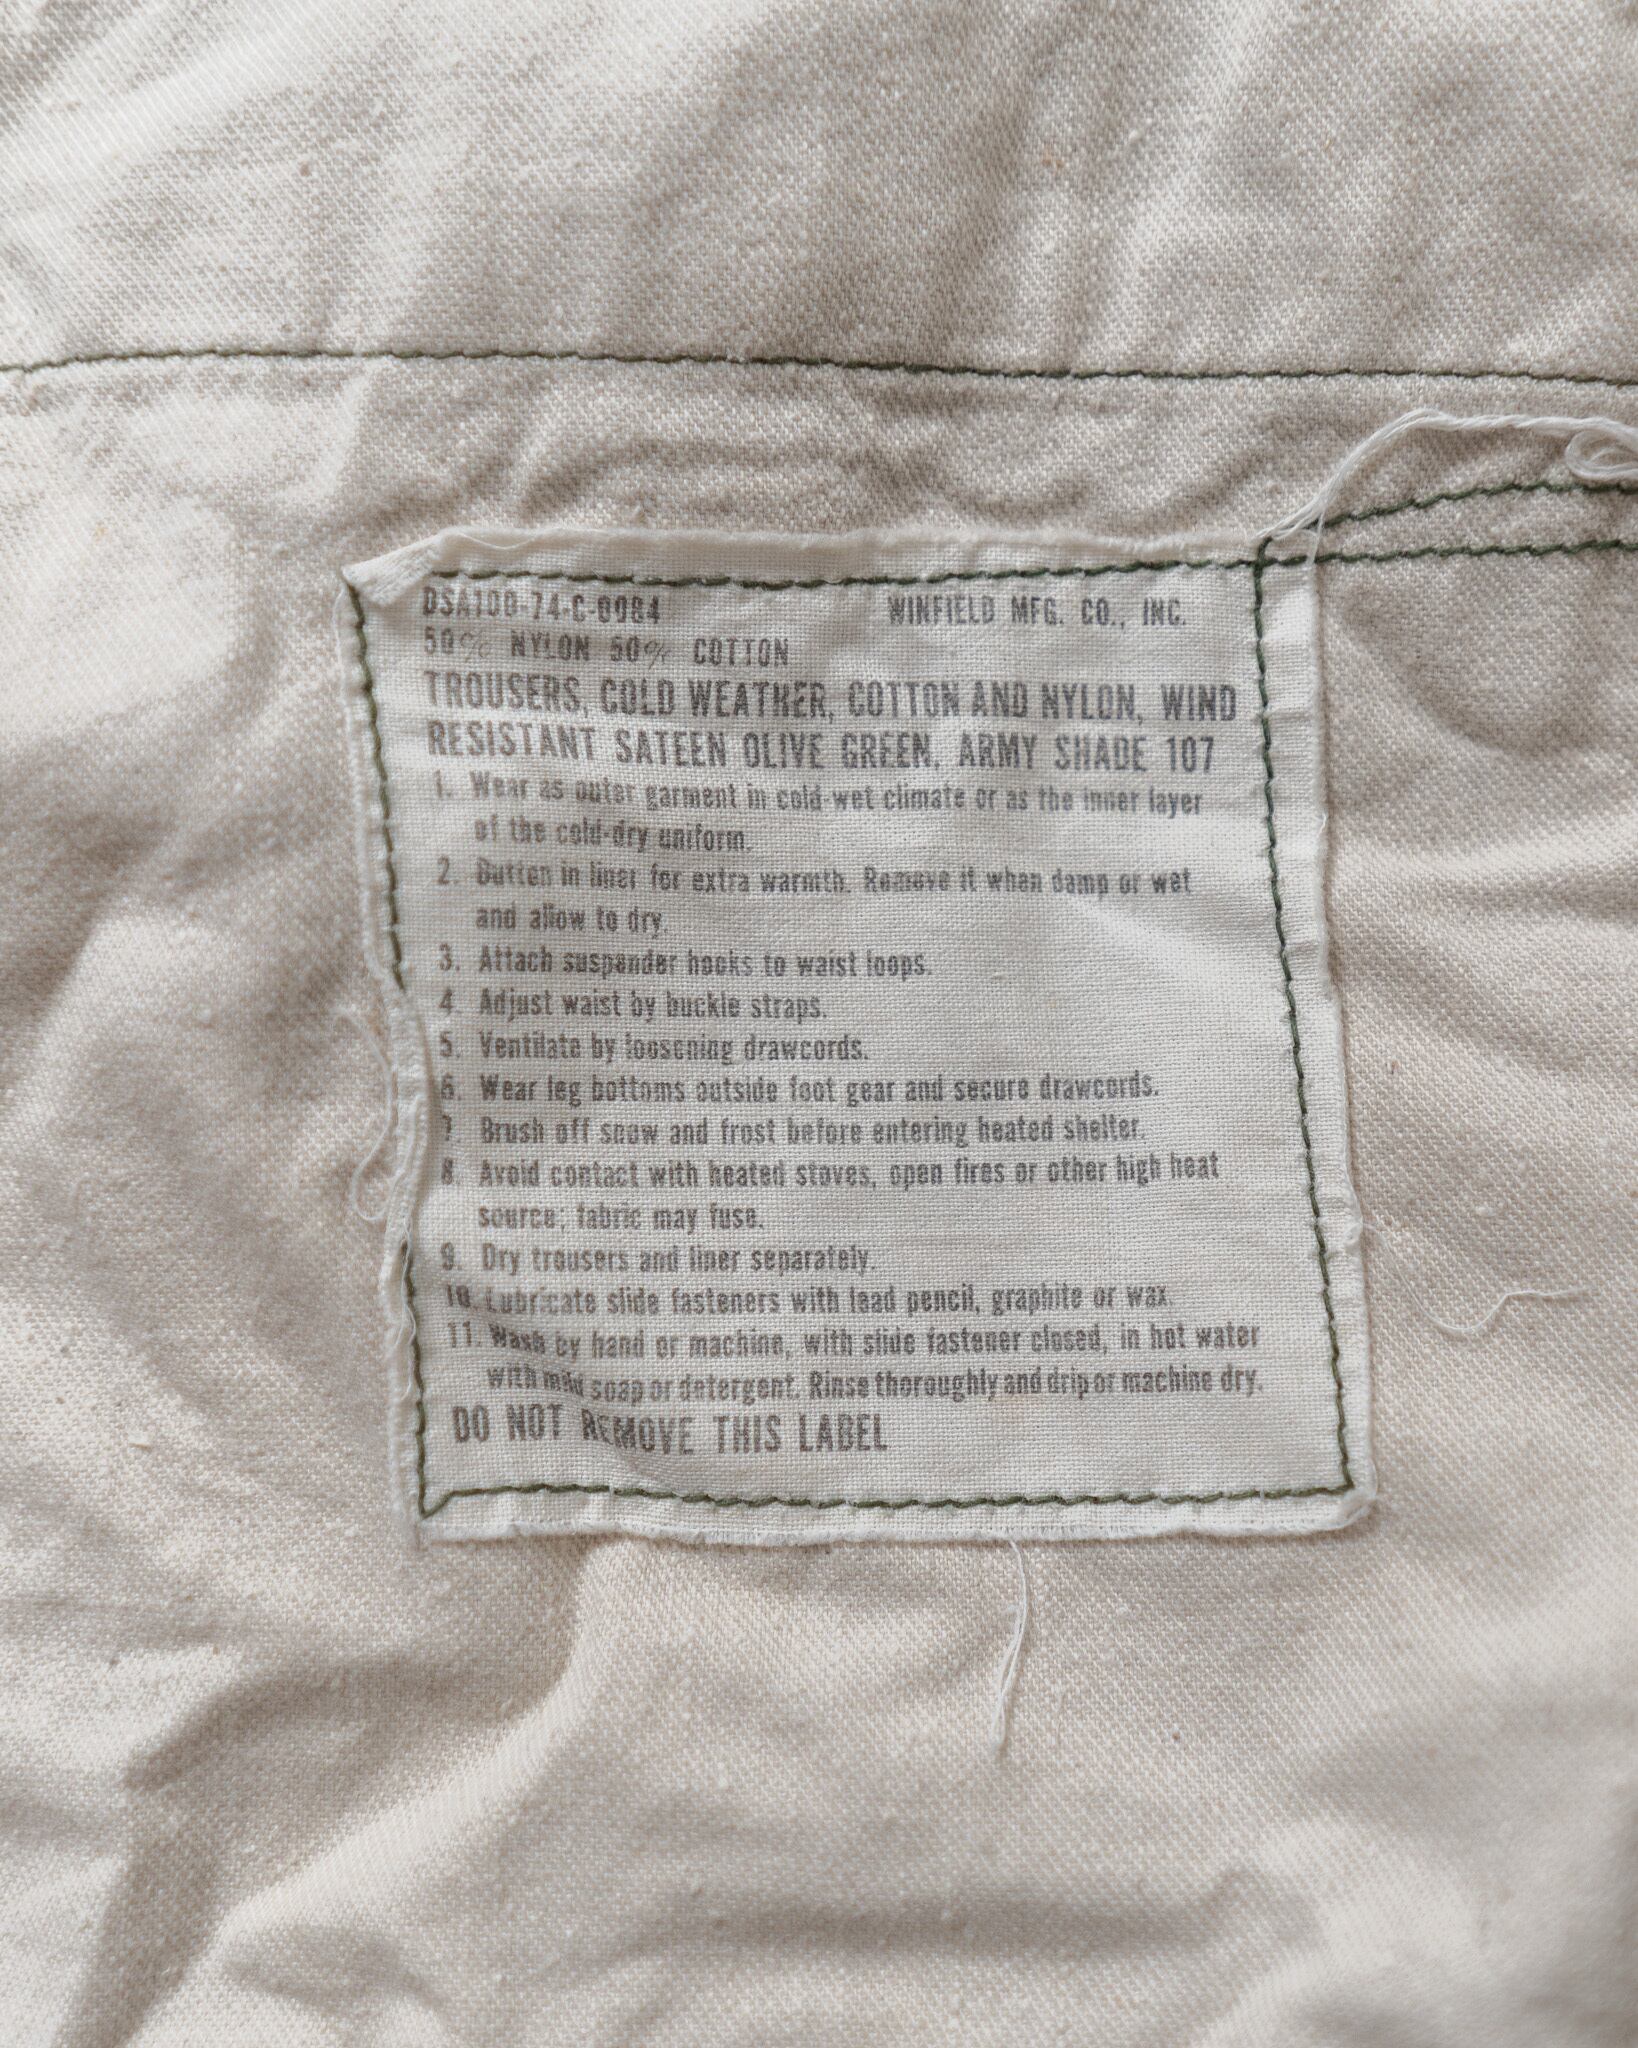 DSA100-74-C-0984 WINFIELD MFG. CO., INC.
50% NYLON 50% COTTON
TROUSERS, COLD WEATHER, COTTON AND NYLON, WIND
RESISTANT SATEEN OLIVE GREEN, ARMY SHADE 107
1. Wear as outer garment in cold-wet climate or as the inner layer
of the cold-dry uniform.
2. Button in liner for extra warmth. Remove it when damp or wet
and allow to dry.
3. Attach suspender hooks to waist loops.
4 Adjust waist by buckle straps.
5. Ventilate by loosening drawcords.
6. Wear leg bottoms outside foot gear and secure drawcords.
7. Brush off snow and frost before entering heated shelter.
8. Avoid contact with heated stoves, open fires or other high heat
source; fabric may fuse.
9. Dry trousers and liner separately.
10. Lubricate slide fasteners with lead pencil, graphite or wax.
11. Wash by hand or machine, with slide fastener closed, in hot water
with mild soap or detergent. Rinse thoroughly and drip or machine dry.
DO NOT REMOVE THIS LABEL